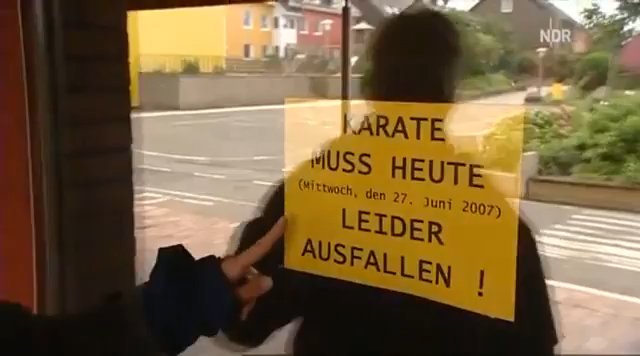 NDR
KARATE
MUSS HEUTE
(Mittwoch, den 27. Juni 2007)
LEIDER
AUSFALLEN !